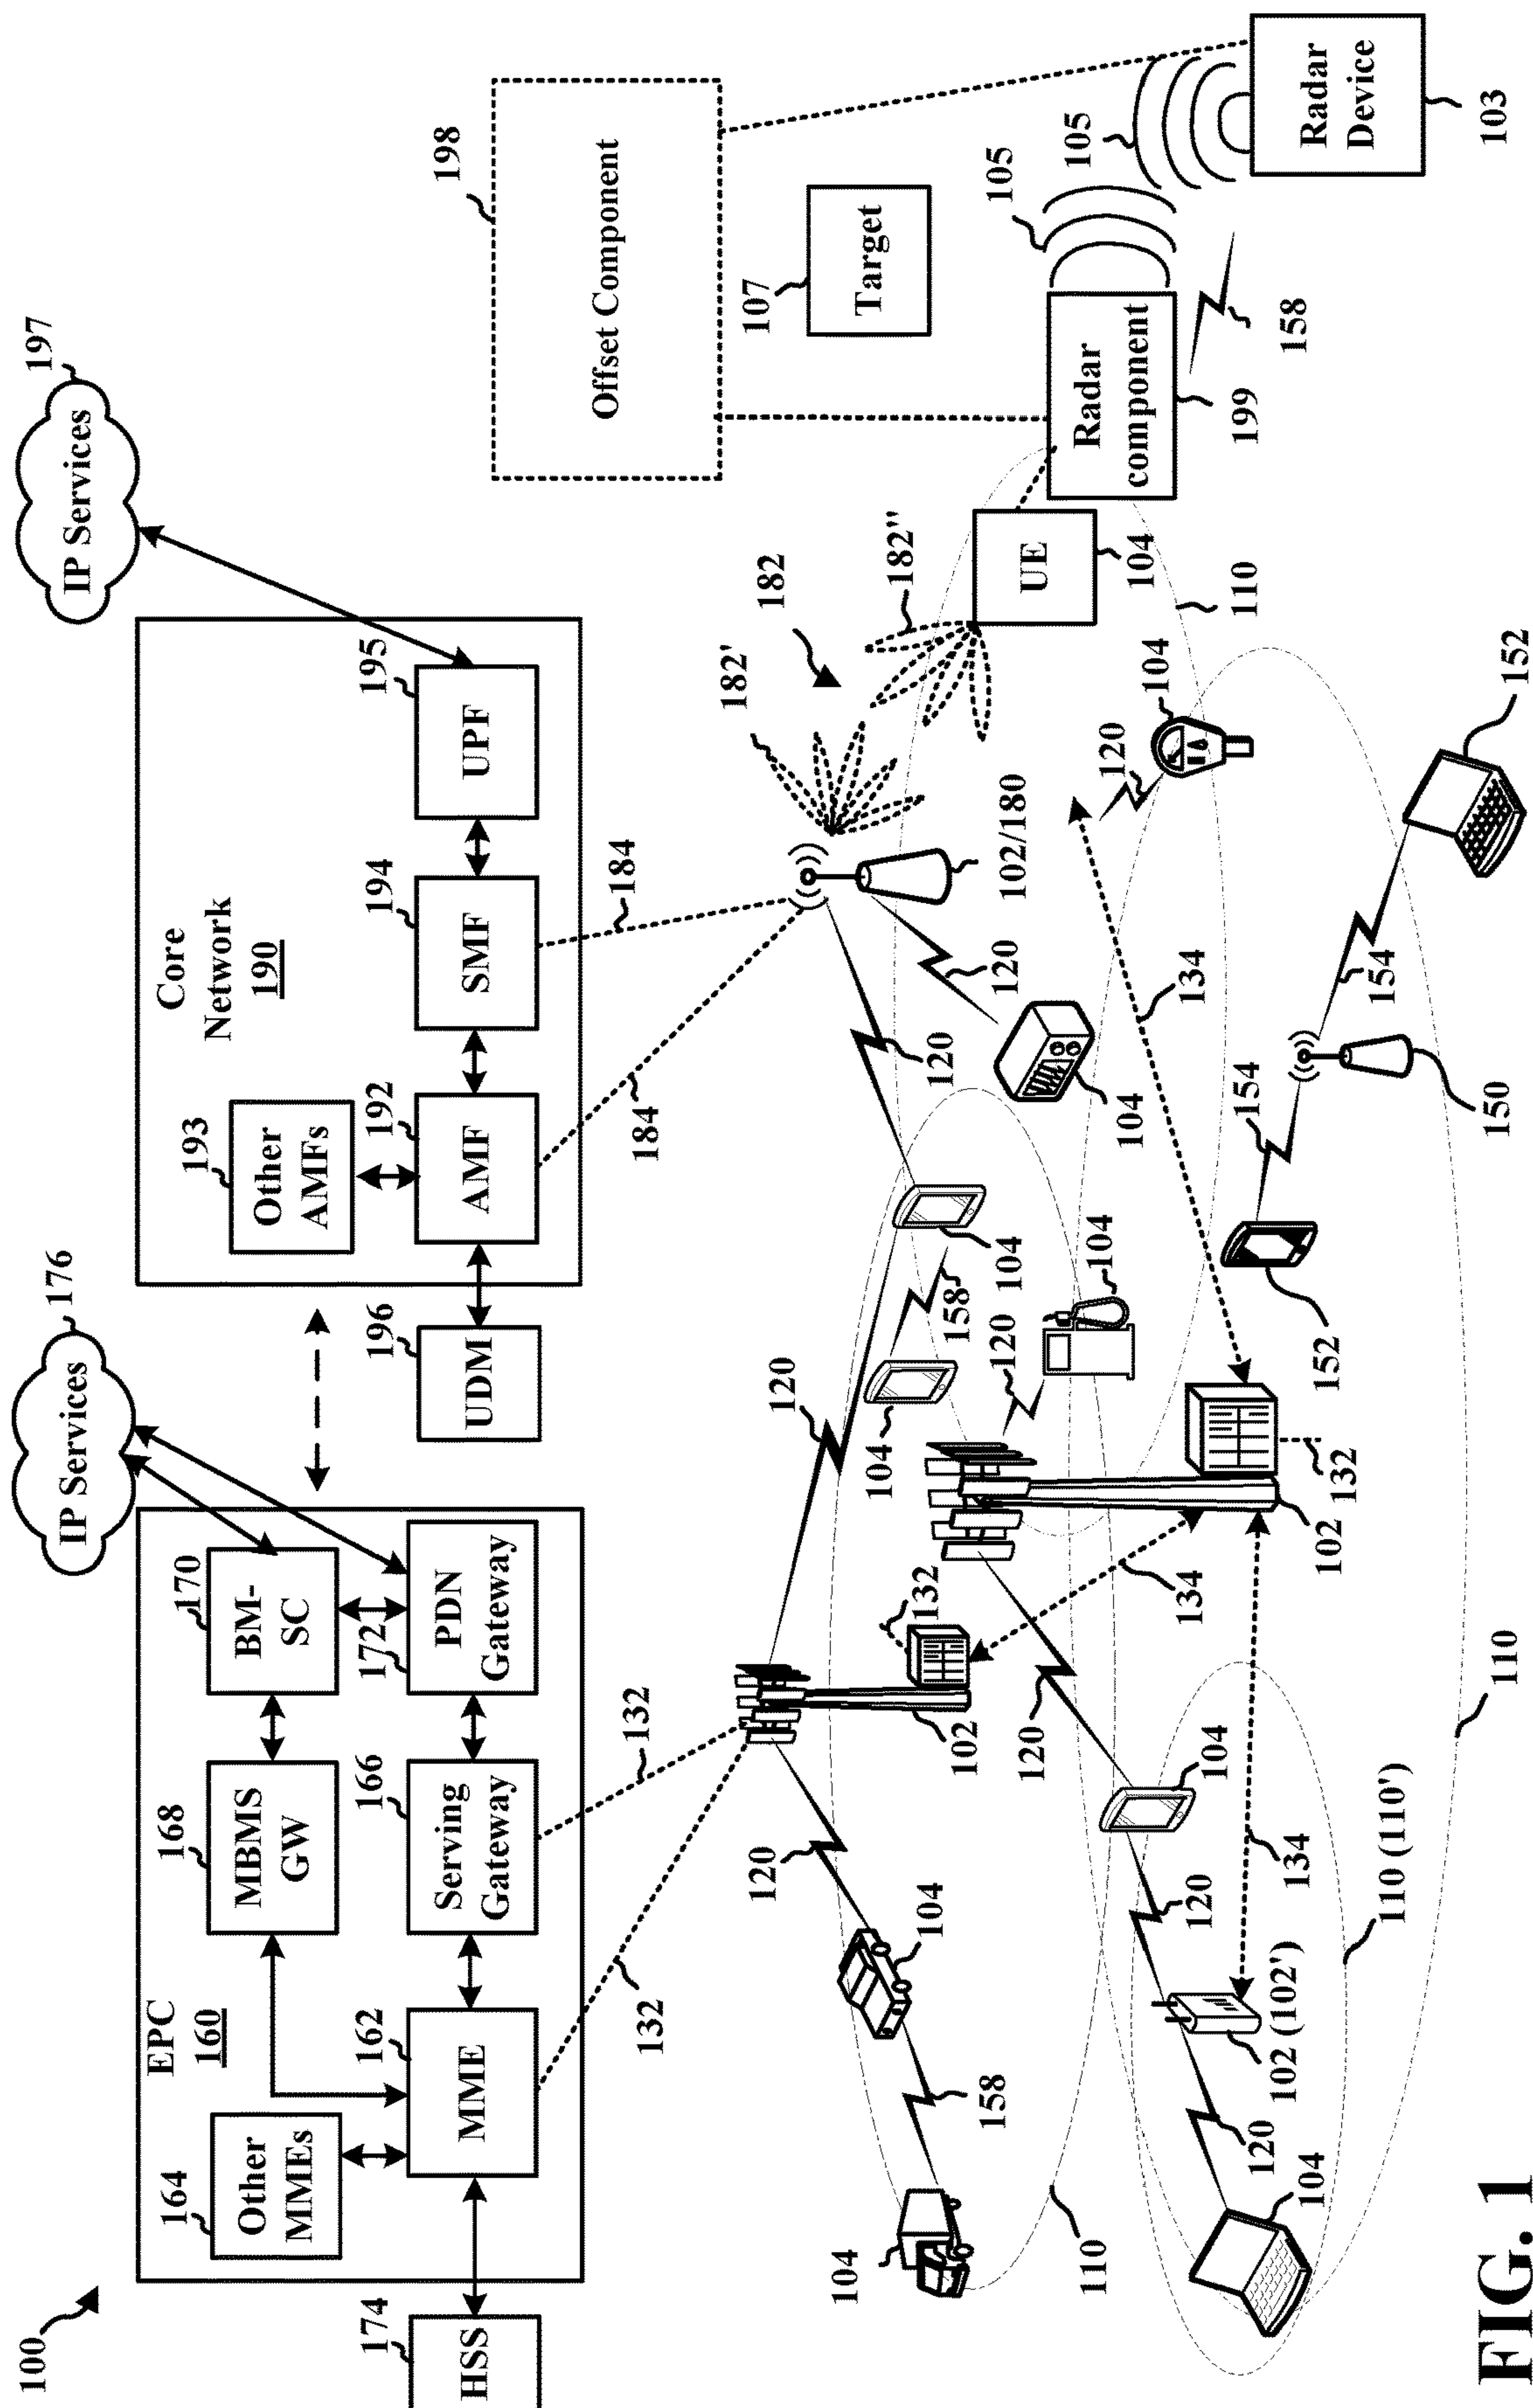 100
EPC
160
164
Other
MMEs
162
MME
174
HSS
168
MBMS
GW
166
Serving
Gateway
170
BM-
SC
172
PDN
Gateway
IP Services
176
132
132
Core
Network
190
193
Other
AMFs
192
AMF
196
UDM
194
SMF
195
UPF
IP Services
197
184
184
198
Offset Component
107
Target
105
105
Radar
Device
103
Radar
component
199
158
182
182'
182''
UE
104
110
102/180
120
120
104
104
120
104
158
104
120
120
104
132
102
134
132
102
134
120
104
158
104
120
110
104
120
104
120
102 (102')
134
110 (110')
110
152
154
150
154
152
FIG. 1